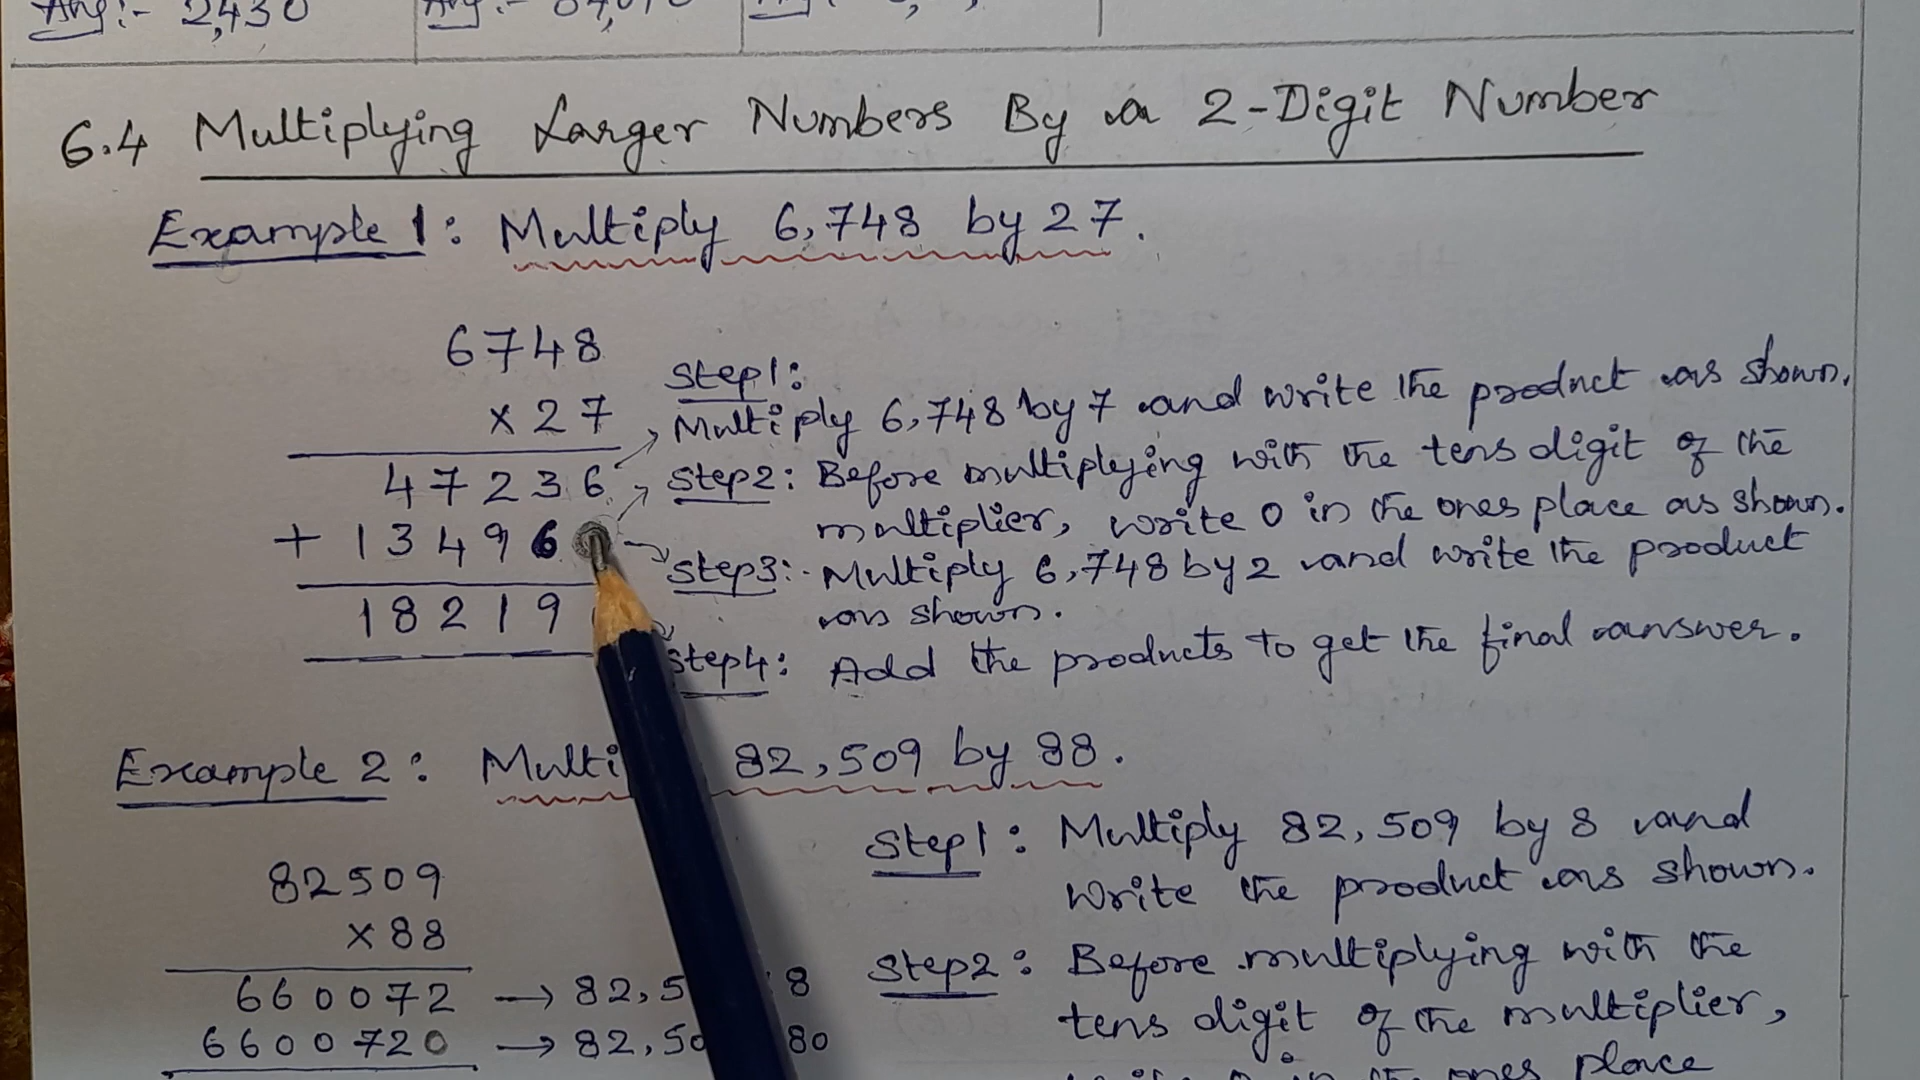 Ans:- 2,430
6.4 Multiplying Larger Numbers By a 2-Digit Number
Example 1: Multiply 6,748 by 27.
6748
×27
47236
+ 13496
18219
Step1:
Multiply 6,748 by 7 and write the product as shown.
Step2: Before multiplying with the tens digit of the
multiplier, write 0 in the ones place as shown.
Step3:- Multiply 6,748 by 2 and write the product
as shown.
Step4: Add the products to get the final answer.
Example 2: Multi 82,509 by 88.
82509
×88
660072 → 82,5 8
6600720 → 82,50 80
Step1: Multiply 82,509 by 8 and
write the product as shown.
Step2: Before multiplying with the
tens digit of the multiplier,
in the ones place